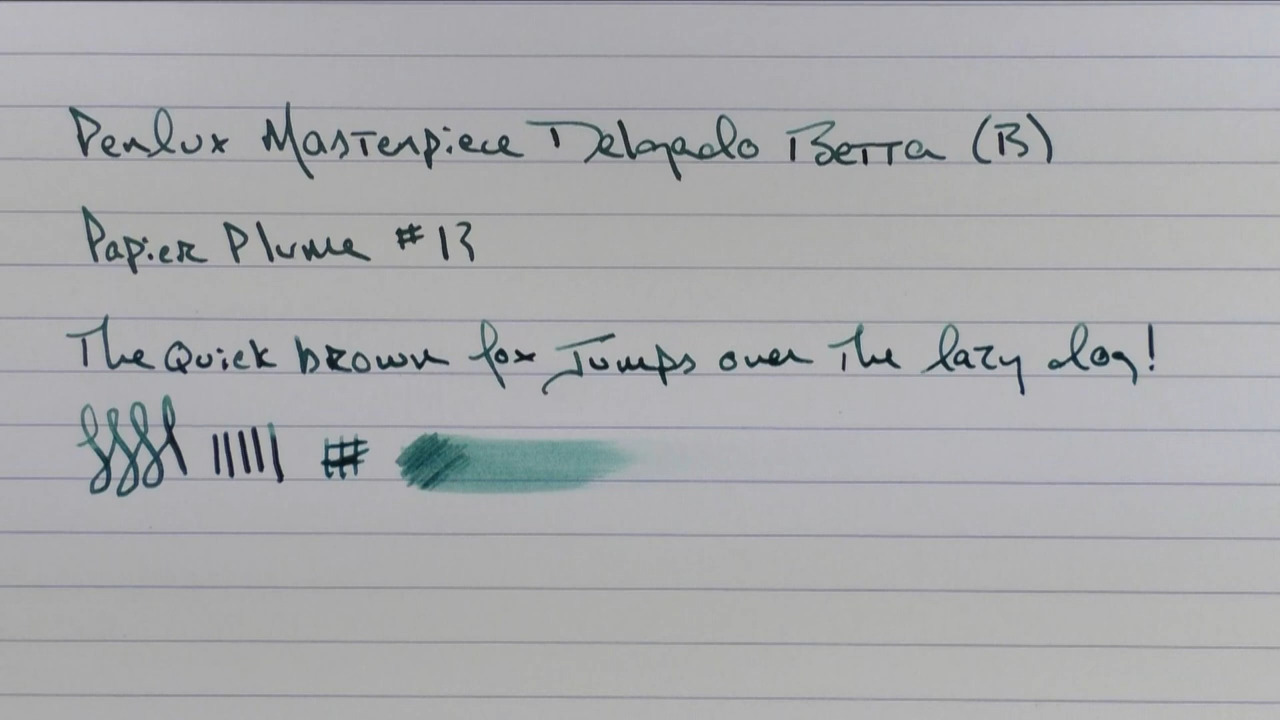 Penlux Masterpiece Delgado Betta (B)
Papier Plume #13
The Quick brown fox Jumps over The lazy dog!